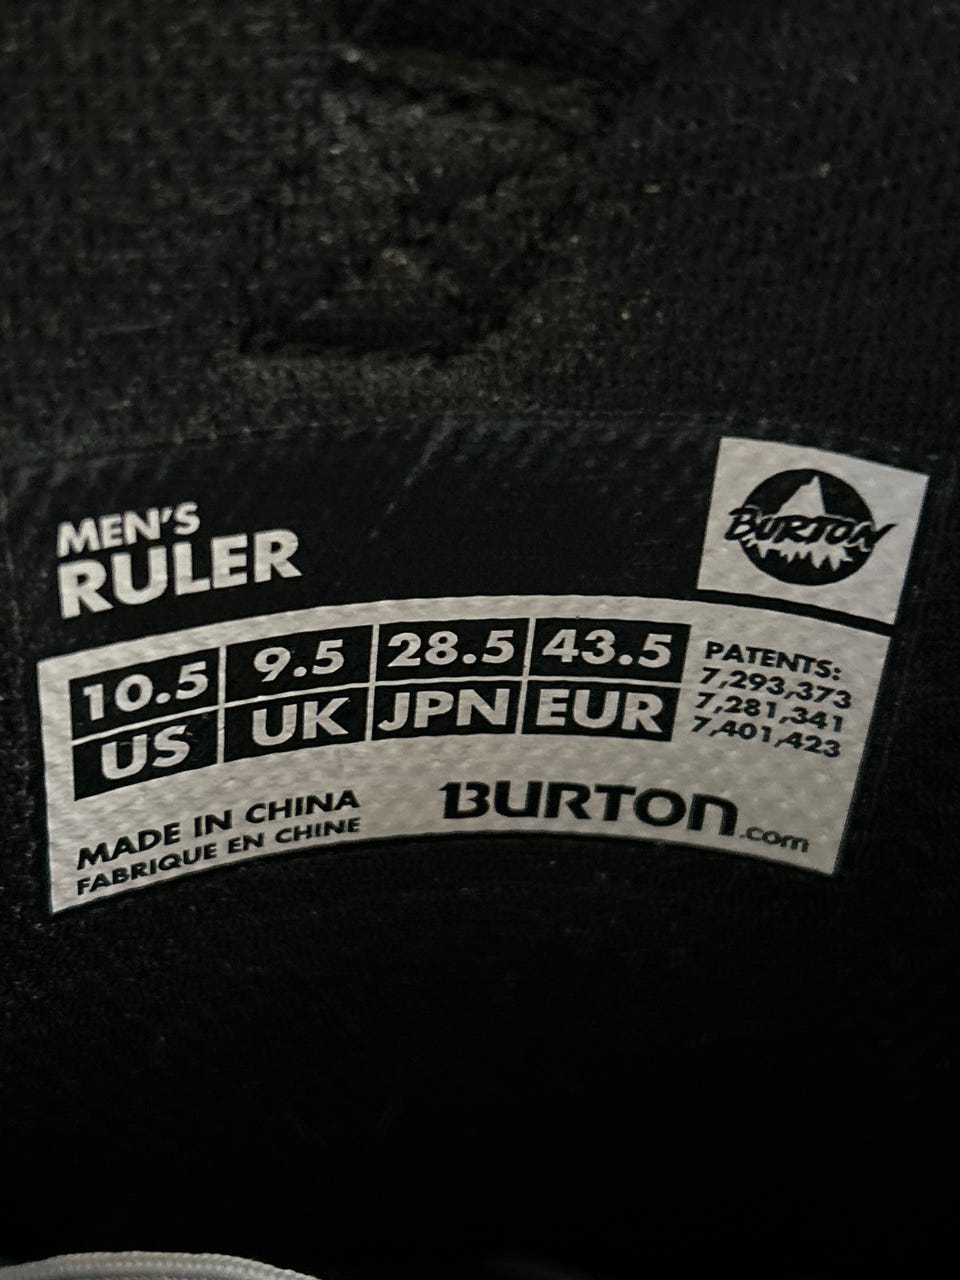 MEN'S
RULER
BURTON
10.5 9.5 28.5 43.5
US UK JPN EUR
PATENTS:
7,293,373
7,281,341
7,401,423
MADE IN CHINA
FABRIQUE EN CHINE
BURTON.com